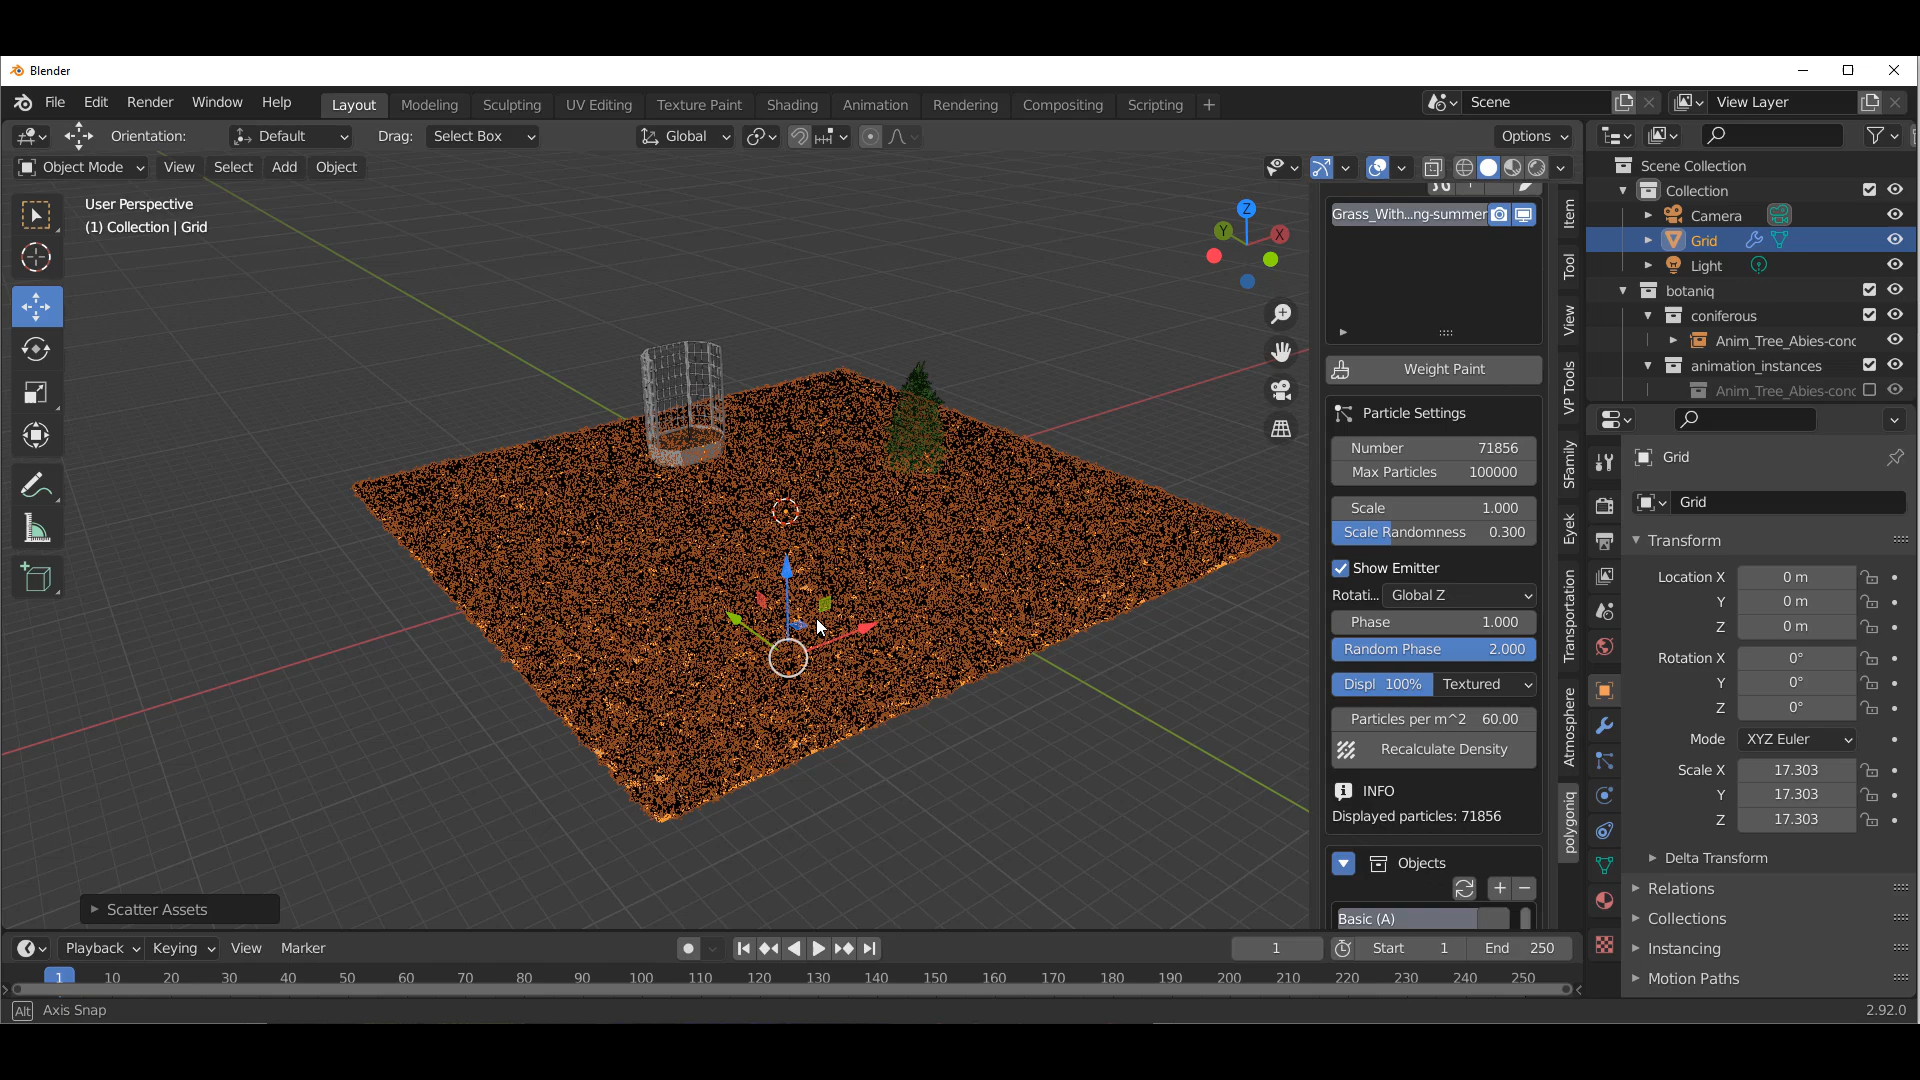 Blender
File Edit Render Window Help
Layout Modeling Sculpting UV Editing Texture Paint Shading Animation Rendering Compositing Scripting +
Scene
View Layer
Orientation: Default Drag: Select Box
Global
Options
Object Mode View Select Add Object
User Perspective
(1) Collection | Grid
Z
Y
X
Grass_With...ng-summer
Weight Paint
Particle Settings
Number 71856
Max Particles 100000
Scale 1.000
Scale Randomness 0.300
Show Emitter
Rotati... Global Z
Phase 1.000
Random Phase 2.000
Displ 100% Textured
Particles per m^2 60.00
Recalculate Density
INFO
Displayed particles: 71856
Objects
Basic (A)
Item
Tool
View
VP Tools
SFamily
Eyek
Transportation
Atmosphere
polygoniq
Scene Collection
Collection
Camera
Grid
Light
botaniq
coniferous
Anim_Tree_Abies-conc
animation_instances
Anim_Tree_Abies-conc
Grid
Grid
Transform
Location X 0 m
Y 0 m
Z 0 m
Rotation X 0°
Y 0°
Z 0°
Mode XYZ Euler
Scale X 17.303
Y 17.303
Z 17.303
Delta Transform
Relations
Collections
Instancing
Motion Paths
Scatter Assets
Playback Keying View Marker
1 Start 1 End 250
1 10 20 30 40 50 60 70 80 90 100 110 120 130 140 150 160 170 180 190 200 210 220 230 240 250
Alt Axis Snap
2.92.0